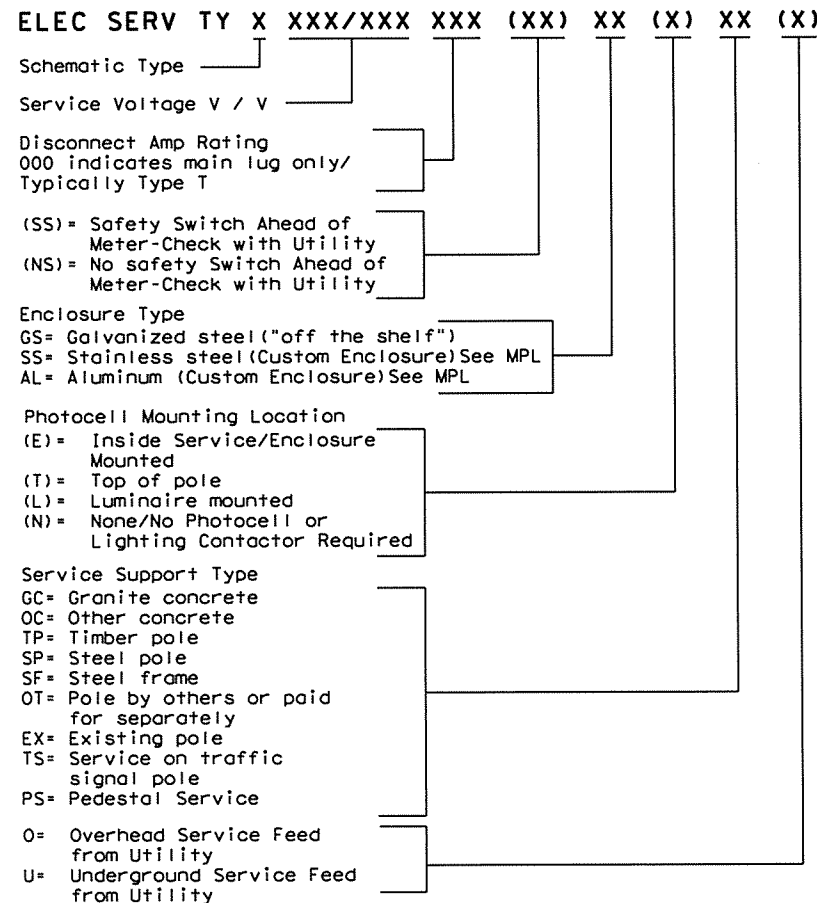 ELEC SERV TY X XXX/XXX XXX (XX) XX (X) XX (X)
Schematic Type
Service Voltage V / V
Disconnect Amp Rating
000 indicates main lug only/
Typically Type T
(SS)= Safety Switch Ahead of
Meter-Check with Utility
(NS)= No safety Switch Ahead of
Meter-Check with Utility
Enclosure Type
GS= Galvanized steel("off the shelf")
SS= Stainless steel(Custom Enclosure)See MPL
AL= Aluminum (Custom Enclosure)See MPL
Photocell Mounting Location
(E)= Inside Service/Enclosure
Mounted
(T)= Top of pole
(L)= Luminaire mounted
(N)= None/No Photocell or
Lighting Contactor Required
Service Support Type
GC= Granite concrete
OC= Other concrete
TP= Timber pole
SP= Steel pole
SF= Steel frame
OT= Pole by others or paid
for separately
EX= Existing pole
TS= Service on traffic
signal pole
PS= Pedestal Service
O= Overhead Service Feed
from Utility
U= Underground Service Feed
from Utility